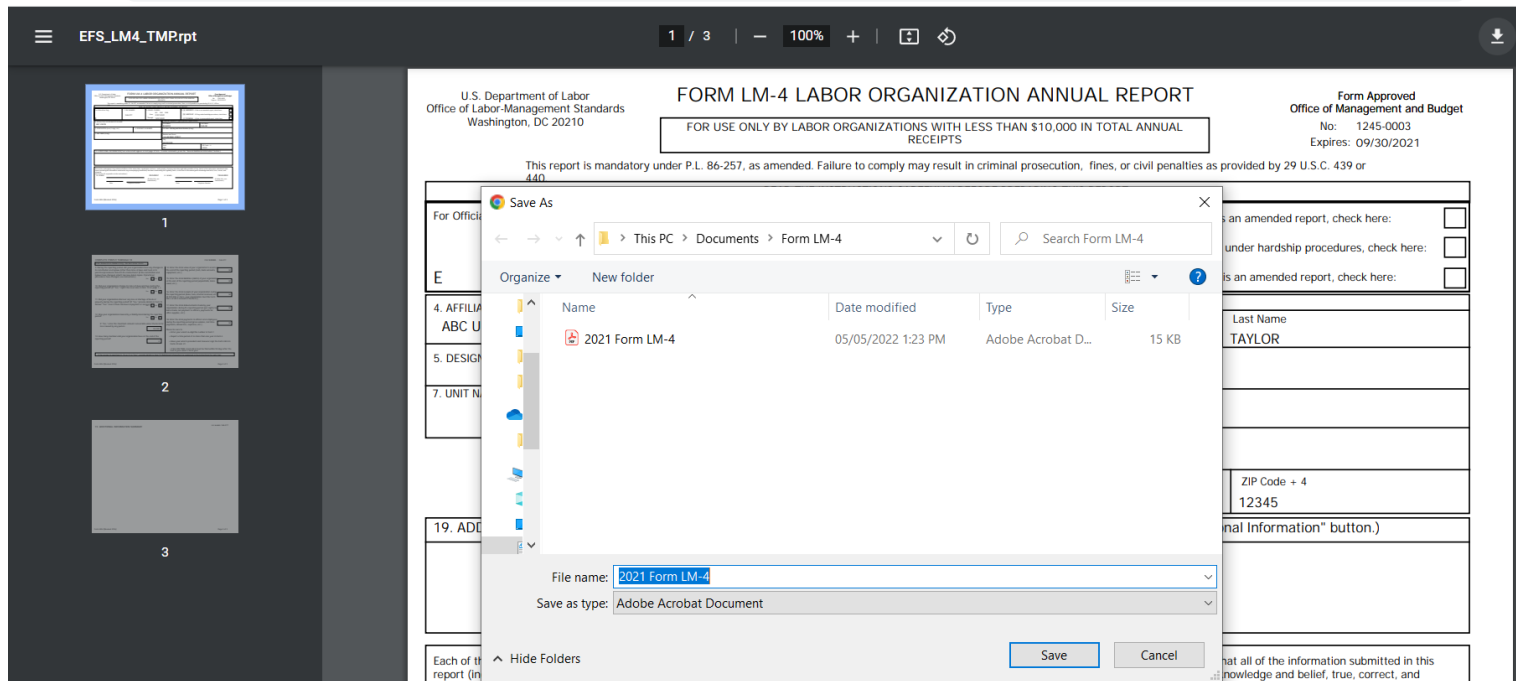 EFS_LM4_TMP.rpt
1 / 3 | − 100% + |
1
2
3
U.S. Department of Labor
Office of Labor-Management Standards
Washington, DC 20210
FORM LM-4 LABOR ORGANIZATION ANNUAL REPORT
FOR USE ONLY BY LABOR ORGANIZATIONS WITH LESS THAN $10,000 IN TOTAL ANNUAL
RECEIPTS
Form Approved
Office of Management and Budget
No: 1245-0003
Expires: 09/30/2021
This report is mandatory under P.L. 86-257, as amended. Failure to comply may result in criminal prosecution, fines, or civil penalties as provided by 29 U.S.C. 439 or
440.
For Offici
E
4. AFFILIA
ABC U
5. DESIGN
7. UNIT N
19. ADD
Each of th
report (in
Save As
This PC > Documents > Form LM-4
Search Form LM-4
Organize New folder
Name Date modified Type Size
2021 Form LM-4 05/05/2022 1:23 PM Adobe Acrobat D... 15 KB
File name: 2021 Form LM-4
Save as type: Adobe Acrobat Document
Hide Folders Save Cancel
s an amended report, check here:
under hardship procedures, check here:
is an amended report, check here:
Last Name
TAYLOR
ZIP Code + 4
12345
nal Information" button.)
hat all of the information submitted in this
nowledge and belief, true, correct, and